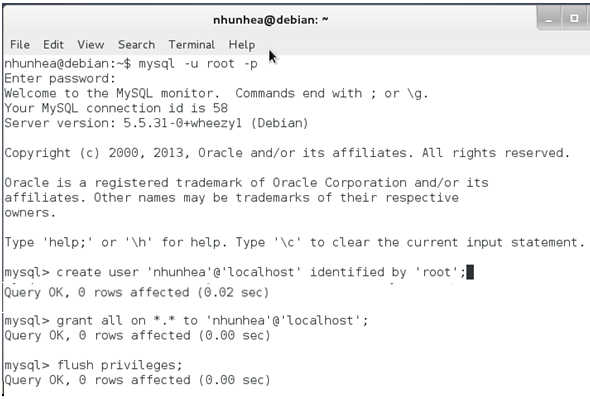 nhunhea@debian: ~
File Edit View Search Terminal Help
nhunhea@debian:~$ mysql -u root -p
Enter password:
Welcome to the MySQL monitor.  Commands end with ; or \g.
Your MySQL connection id is 58
Server version: 5.5.31-0+wheezy1 (Debian)
Copyright (c) 2000, 2013, Oracle and/or its affiliates. All rights reserved.
Oracle is a registered trademark of Oracle Corporation and/or its
affiliates. Other names may be trademarks of their respective
owners.
Type 'help;' or '\h' for help. Type '\c' to clear the current input statement.
mysql> create user 'nhunhea'@'localhost' identified by 'root';
Query OK, 0 rows affected (0.02 sec)
mysql> grant all on *.* to 'nhunhea'@'localhost';
Query OK, 0 rows affected (0.00 sec)
mysql> flush privileges;
Query OK, 0 rows affected (0.00 sec)